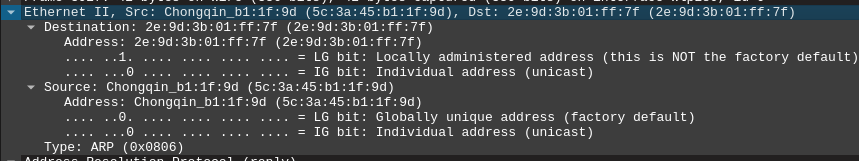 Ethernet II, Src: Chongqin_b1:1f:9d (5c:3a:45:b1:1f:9d), Dst: 2e:9d:3b:01:ff:7f (2e:9d:3b:01:ff:7f)
Destination: 2e:9d:3b:01:ff:7f (2e:9d:3b:01:ff:7f)
Address: 2e:9d:3b:01:ff:7f (2e:9d:3b:01:ff:7f)
.... ..1. .... .... .... .... = LG bit: Locally administered address (this is NOT the factory default)
.... ...0 .... .... .... .... = IG bit: Individual address (unicast)
Source: Chongqin_b1:1f:9d (5c:3a:45:b1:1f:9d)
Address: Chongqin_b1:1f:9d (5c:3a:45:b1:1f:9d)
.... ..0. .... .... .... .... = LG bit: Globally unique address (factory default)
.... ...0 .... .... .... .... = IG bit: Individual address (unicast)
Type: ARP (0x0806)
Address Resolution Protocol (reply)